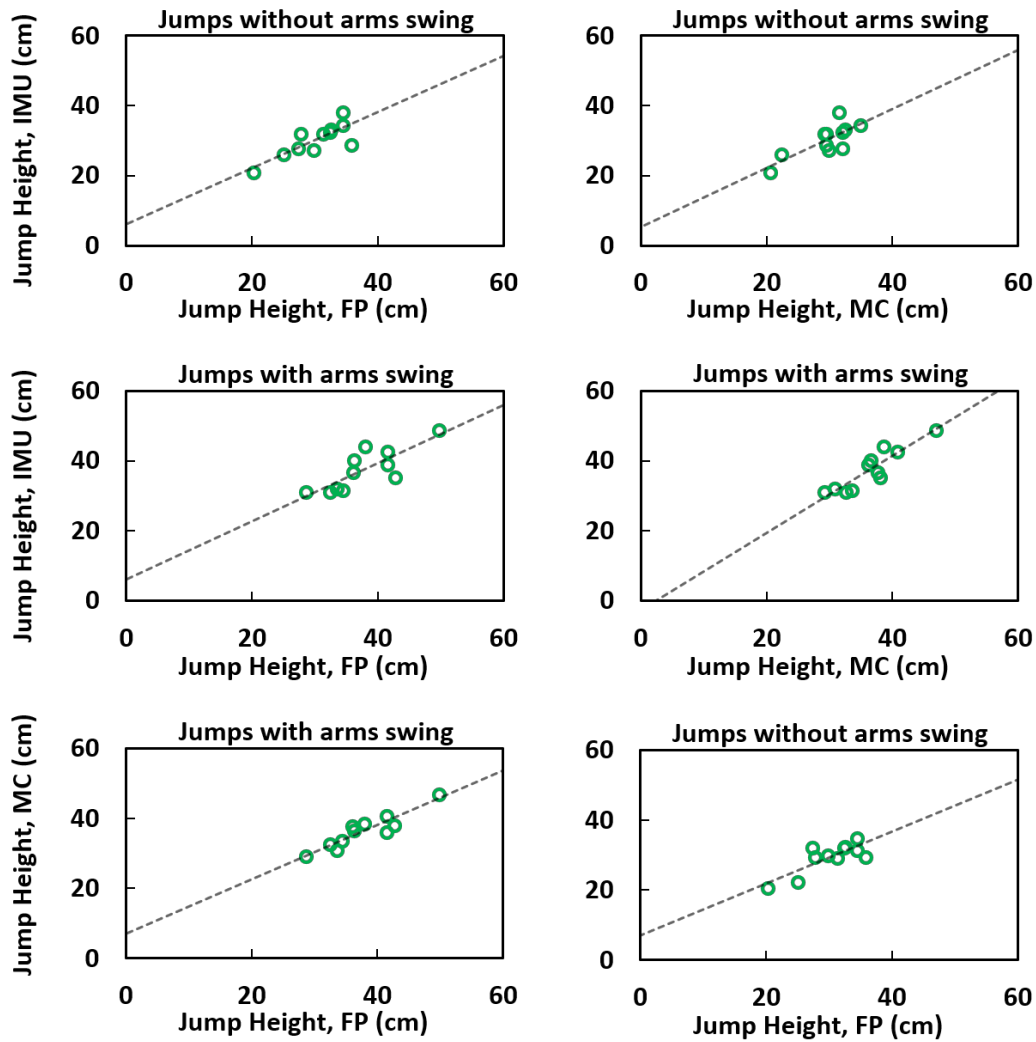 Jumps without arms swing
Jump Height, IMU (cm)
60
40
20
0
0 20 40 60
Jump Height, FP (cm)
Jumps without arms swing
60
40
20
0
0 20 40 60
Jump Height, MC (cm)
Jumps with arms swing
Jump Height, IMU (cm)
60
40
20
0
0 20 40 60
Jump Height, FP (cm)
Jumps with arms swing
60
40
20
0
0 20 40 60
Jump Height, MC (cm)
Jumps with arms swing
Jump Height, MC (cm)
60
40
20
0
0 20 40 60
Jump Height, FP (cm)
Jumps without arms swing
60
40
20
0
0 20 40 60
Jump Height, FP (cm)